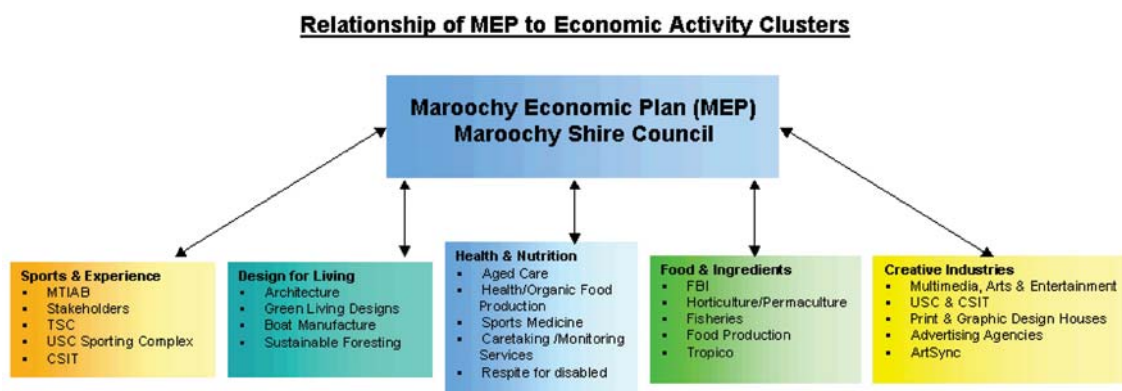 Relationship of MEP to Economic Activity Clusters
Maroochy Economic Plan (MEP)
Maroochy Shire Council
Sports & Experience
▪ MTIAB
▪ Stakeholders
▪ TSC
▪ USC Sporting Complex
▪ CSIT
Design for Living
▪ Architecture
▪ Green Living Designs
▪ Boat Manufacture
▪ Sustainable Foresting
Health & Nutrition
▪ Aged Care
▪ Health/Organic Food
Production
▪ Sports Medicine
▪ Caretaking /Monitoring
Services
▪ Respite for disabled
Food & Ingredients
▪ FBI
▪ Horticulture/Permaculture
▪ Fisheries
▪ Food Production
▪ Tropico
Creative Industries
▪ Multimedia, Arts & Entertainment
▪ USC & CSIT
▪ Print & Graphic Design Houses
▪ Advertising Agencies
▪ ArtSync